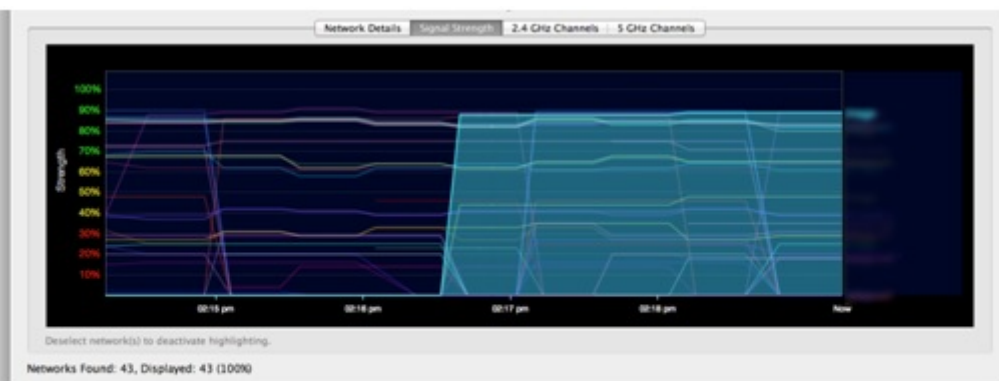 Network Details Signal Strength 2.4 GHz Channels 5 GHz Channels
100%
90%
80%
70%
60%
50%
40%
30%
20%
10%
Strength
02:15 pm 02:16 pm 02:17 pm 02:18 pm Now
Deselect network(s) to deactivate highlighting.
Networks Found: 43, Displayed: 43 (100%)